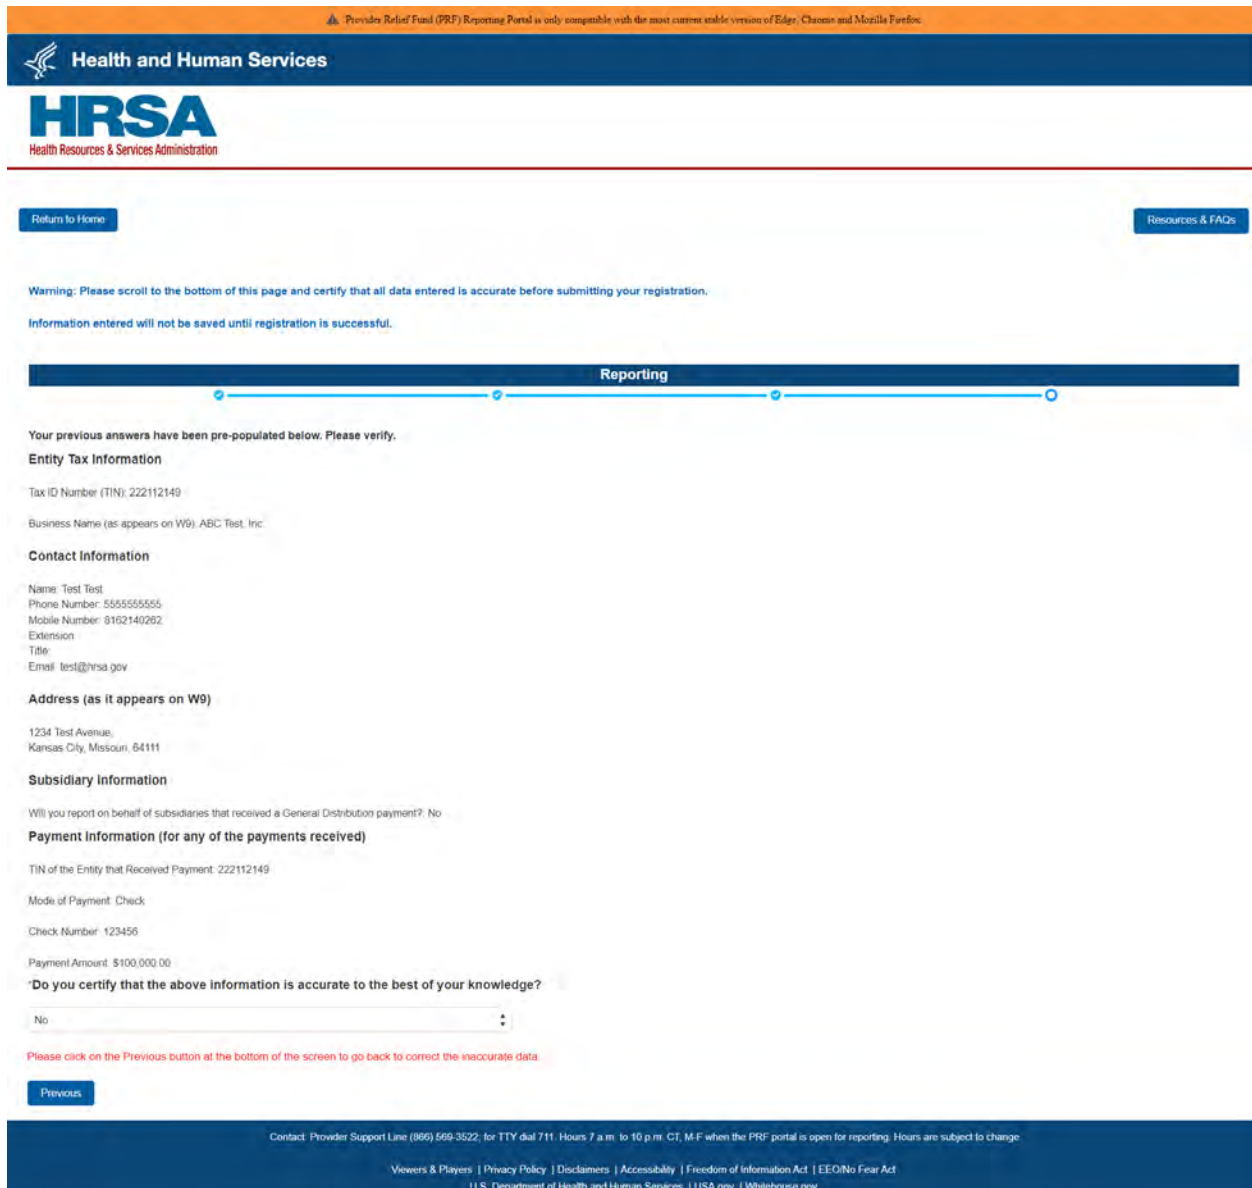 Provider Relief Fund (PRF) Reporting Portal is only compatible with the most current stable version of Edge, Chrome and Mozilla Firefox
Health and Human Services
HRSA
Health Resources & Services Administration
Return to Home
Resources & FAQs
Warning: Please scroll to the bottom of this page and certify that all data entered is accurate before submitting your registration.
Information entered will not be saved until registration is successful.
Reporting
Your previous answers have been pre-populated below. Please verify.
Entity Tax Information
Tax ID Number (TIN): 222112149
Business Name (as appears on W9): ABC Test, Inc.
Contact Information
Name: Test Test
Phone Number: 5555555555
Mobile Number: 8162140262
Extension
Title:
Email: test@hrsa.gov
Address (as it appears on W9)
1234 Test Avenue,
Kansas City, Missouri, 64111
Subsidiary Information
Will you report on behalf of subsidiaries that received a General Distribution payment?: No
Payment Information (for any of the payments received)
TIN of the Entity that Received Payment: 222112149
Mode of Payment: Check
Check Number: 123456
Payment Amount: $100,000.00
*Do you certify that the above information is accurate to the best of your knowledge?
No
Please click on the Previous button at the bottom of the screen to go back to correct the inaccurate data.
Previous
Contact: Provider Support Line (866) 569-3522; for TTY dial 711. Hours 7 a.m. to 10 p.m. CT, M-F when the PRF portal is open for reporting. Hours are subject to change
Viewers & Players | Privacy Policy | Disclaimers | Accessibility | Freedom of Information Act | EEO/No Fear Act
U.S. Department of Health and Human Services | USA.gov | Whitehouse.gov